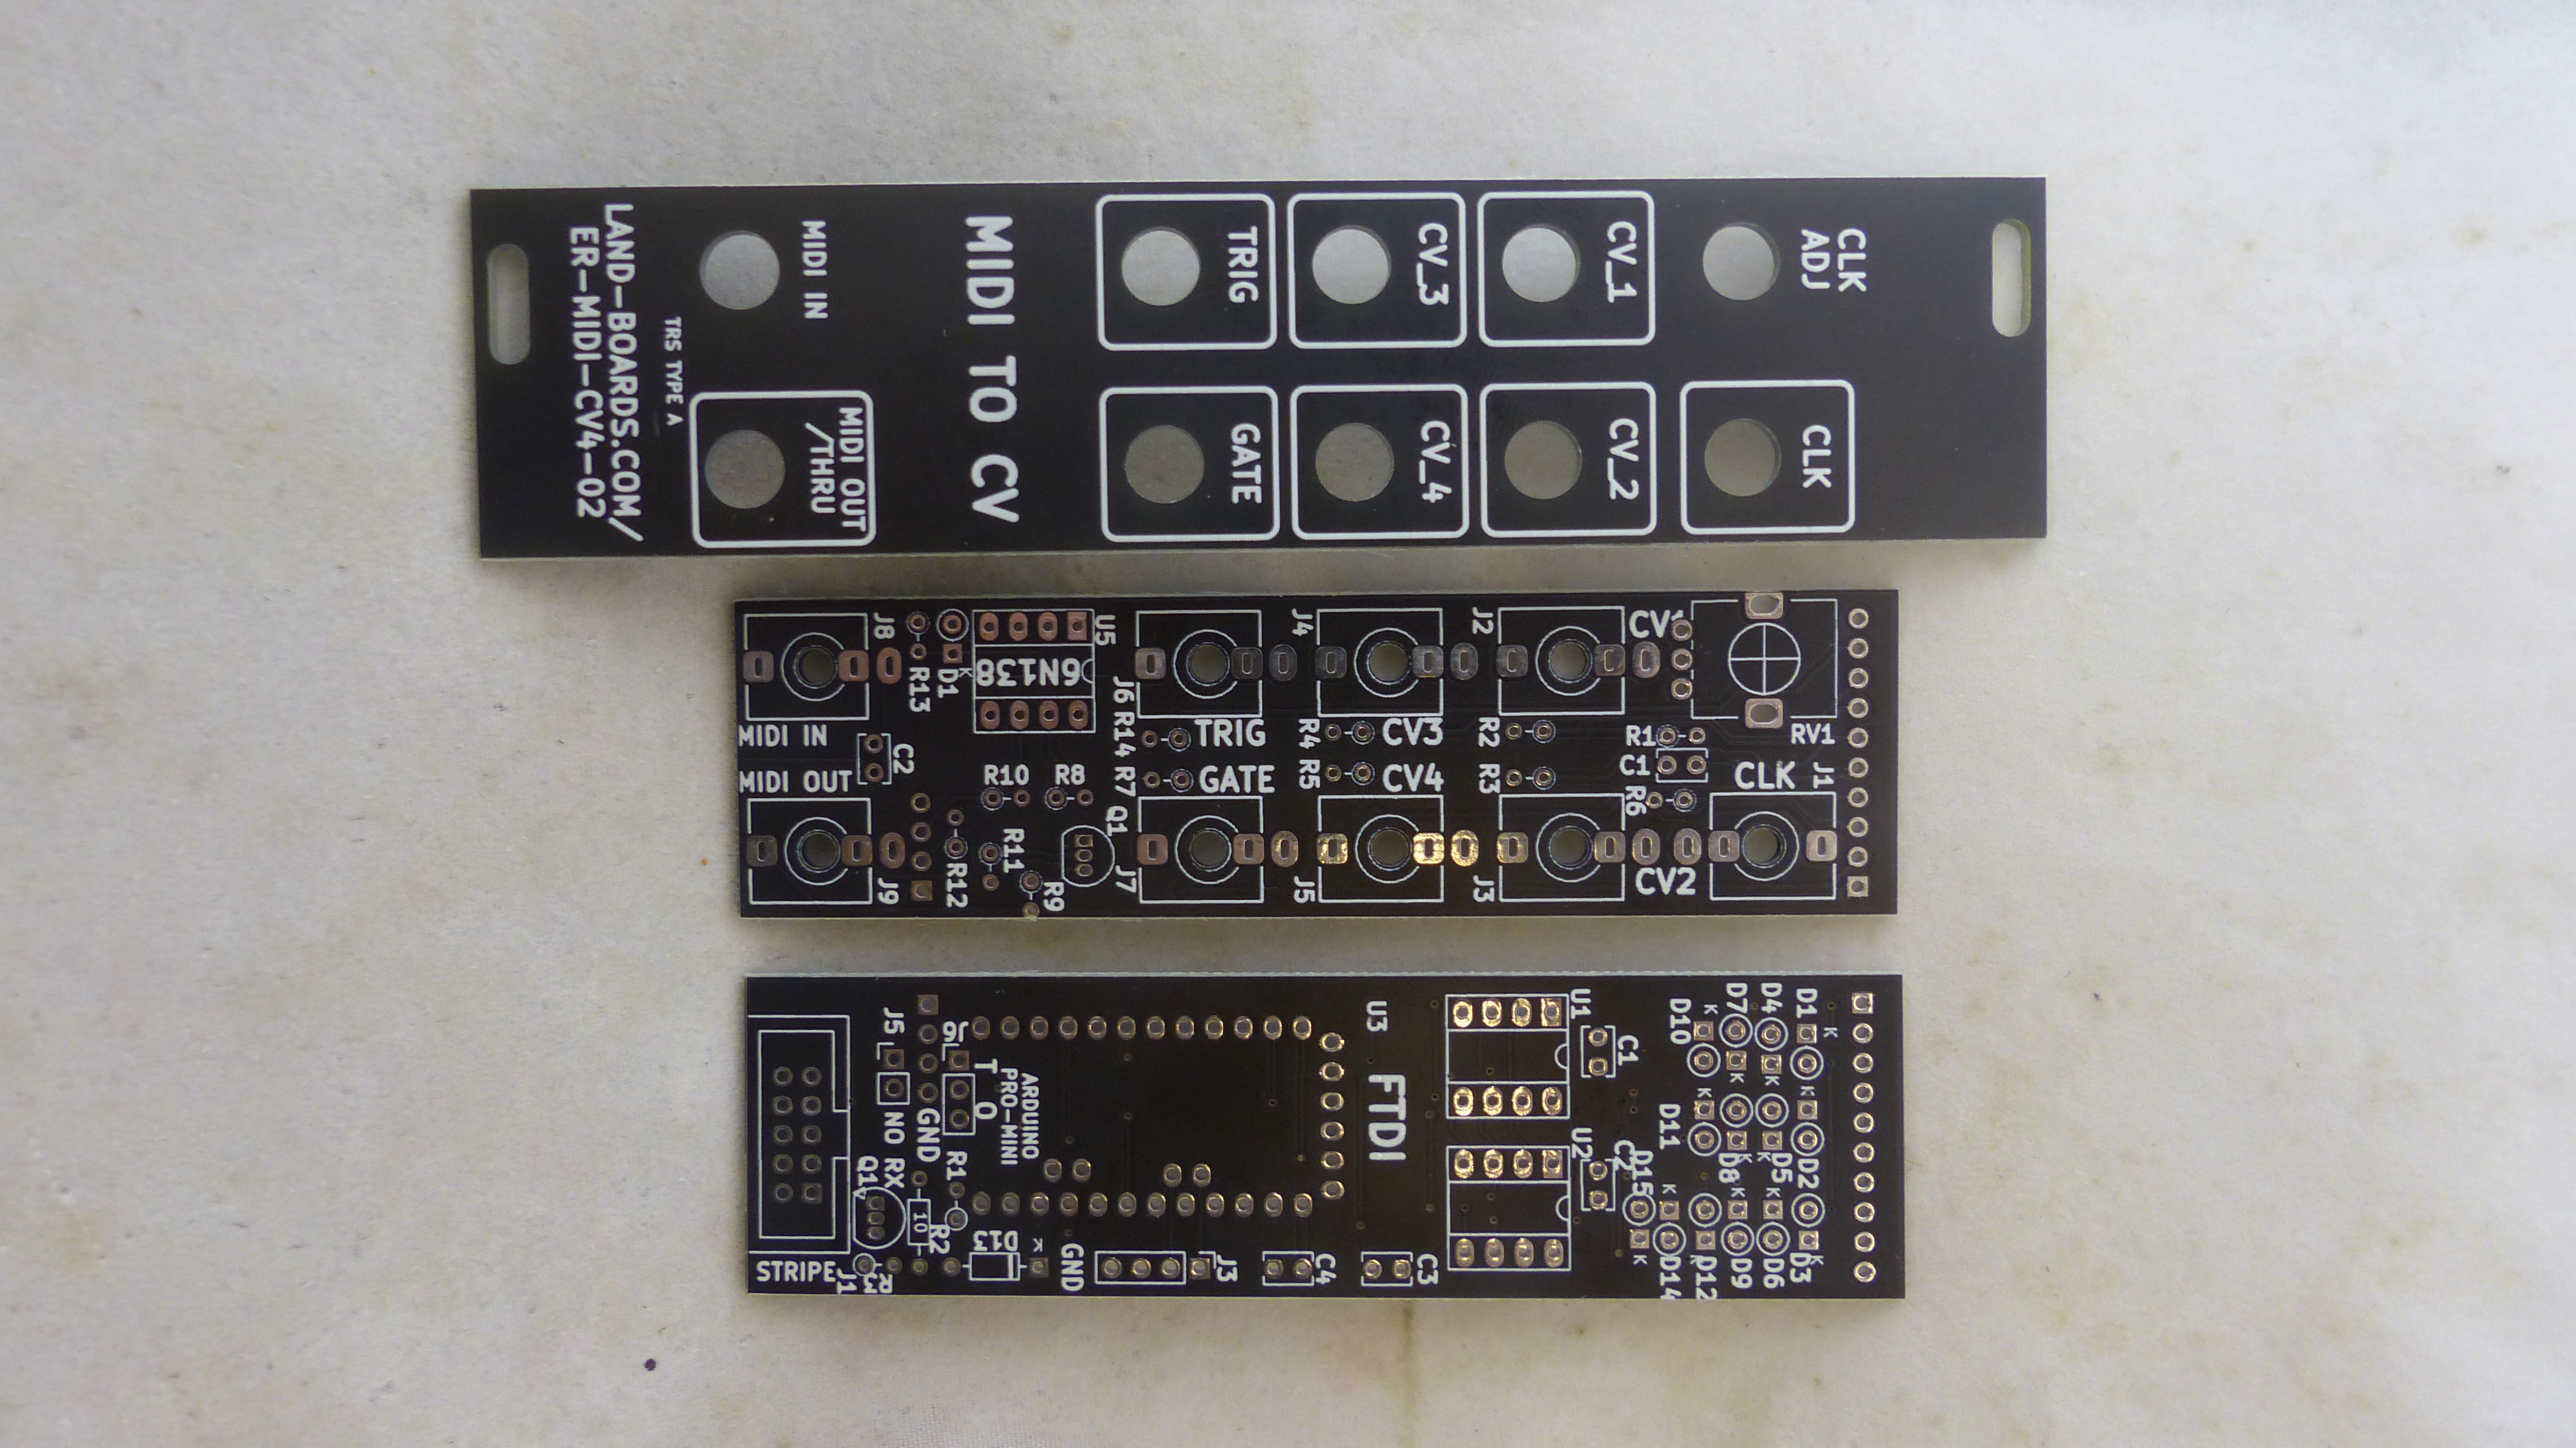 CLK
ADJ
CLK
CV_1
CV_2
CV_3
CV_4
TRIG
GATE
MIDI TO CV
MIDI IN
MIDI OUT
/THRU
TRS TYPE A
LAND-BOARDS.COM/
ER-MIDI-CV4-02
RV1
J1
CLK
CV2
R1
C1
R6
J2
R2
R3
J3
CV3
CV4
J4
R4
R5
J5
TRIG
GATE
J6
R14
R7
J7
U5
6N138
Q1
R8
R9
R10
R11
K
D1
R12
R13
J8
C2
J9
MIDI IN
MIDI OUT
K
D1
K
D2
K
D3
D4
K
D5
K
K
D6
D7
K
K
D8
K
D9
K
D10
K
D11
D12
K
K
D14
D15
K
C1
C2
U1
U2
C3
U3
FTDI
C4
J3
GND
ARDUINO
PRO-MINI
K
D13
T O
J6
R1
GND
R2
10
J5
NO RX
Q1
R3
J1
STRIPE